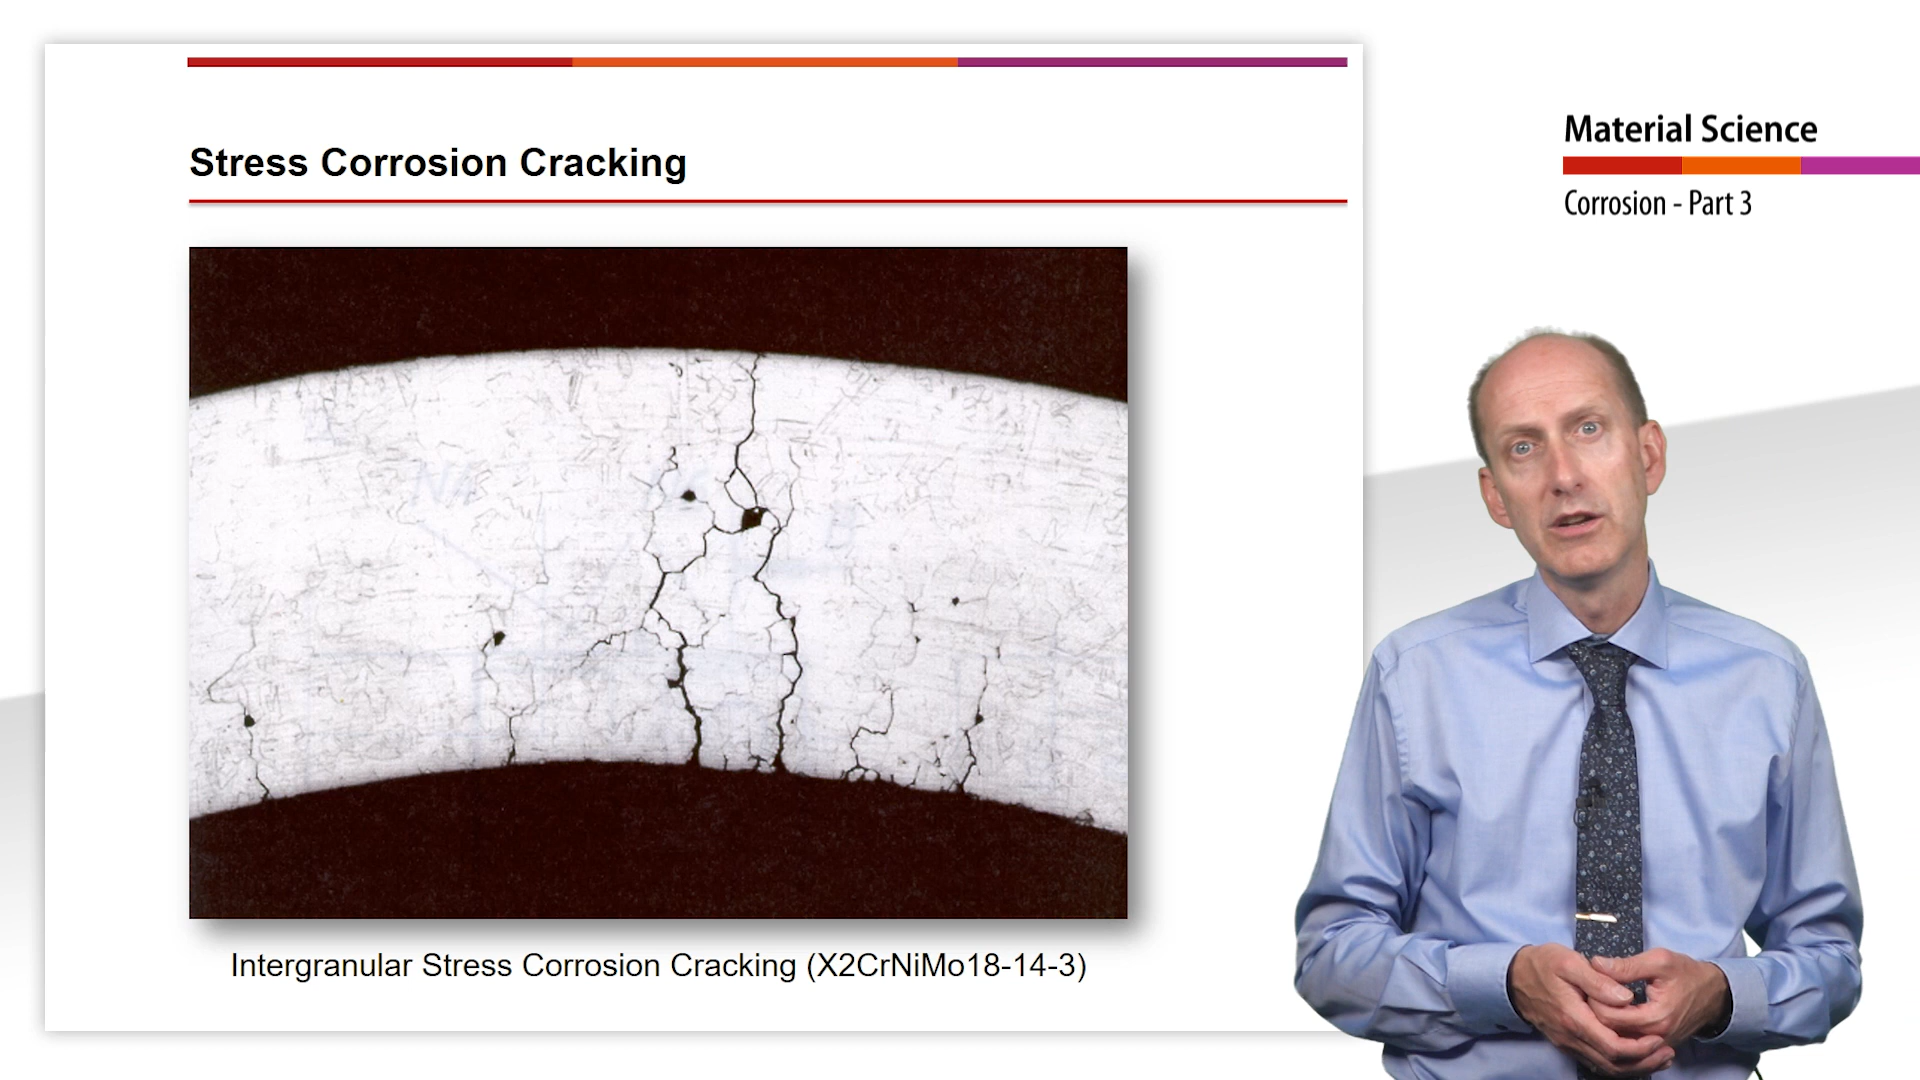 Stress Corrosion Cracking
Intergranular Stress Corrosion Cracking (X2CrNiMo18-14-3)
Material Science
Corrosion - Part 3